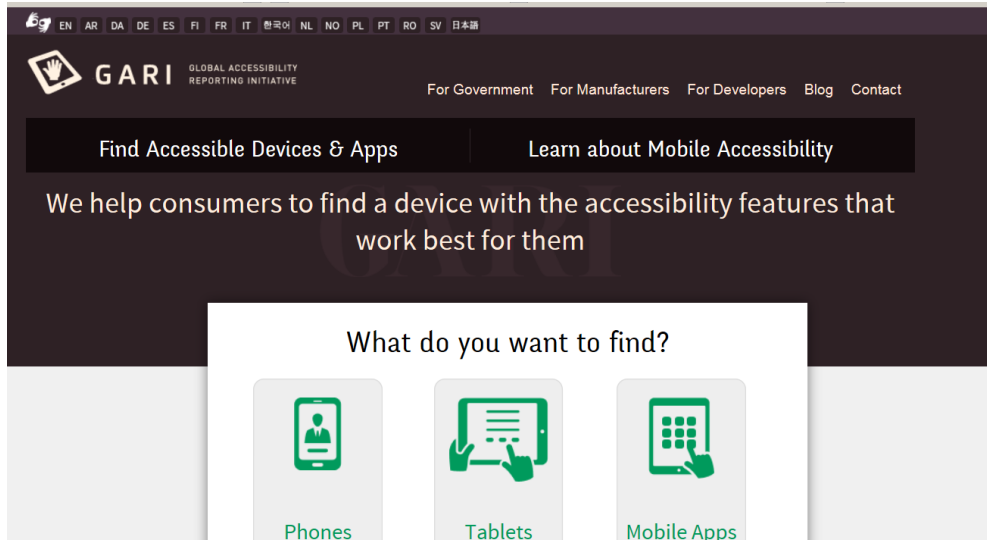 EN AR DA DE ES FI FR IT 한국어 NL NO PL PT RO SV 日本語
GARI
GLOBAL ACCESSIBILITY
REPORTING INITIATIVE
For Government For Manufacturers For Developers Blog Contact
Find Accessible Devices & Apps Learn about Mobile Accessibility
GARI
We help consumers to find a device with the accessibility features that
work best for them
What do you want to find?
Phones Tablets Mobile Apps